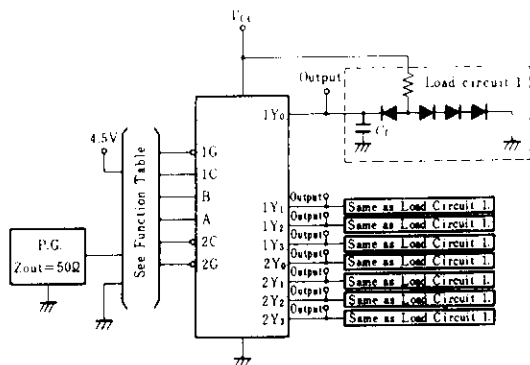 Vcc
Output
Load circuit 1
1Y₀
C_L
4.5V
See Function Table
1G
1C
B
A
2C
2G
P.G.
Zout=50Ω
Output
1Y₁
Same as Load Circuit 1.
Output
1Y₂
Same as Load Circuit 1.
Output
1Y₃
Same as Load Circuit 1.
Output
2Y₀
Same as Load Circuit 1.
Output
2Y₁
Same as Load Circuit 1.
Output
2Y₂
Same as Load Circuit 1.
Output
2Y₃
Same as Load Circuit 1.